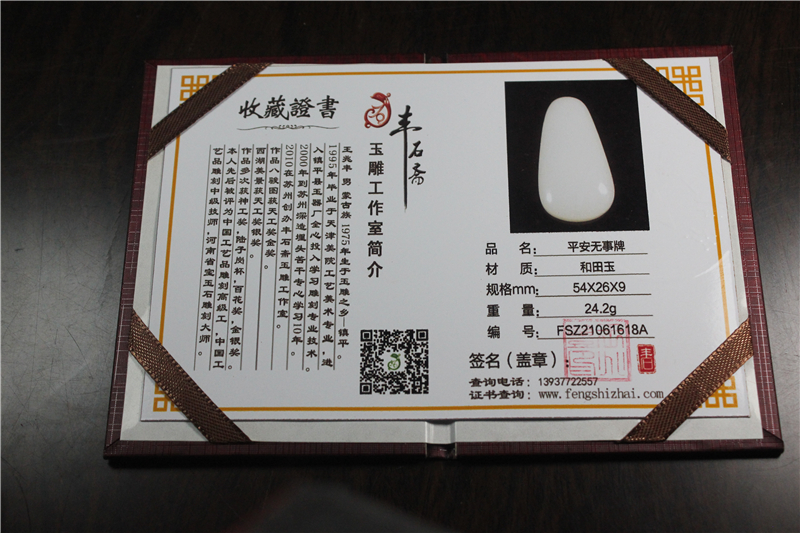 收藏證書
丰石斋
玉雕工作室简介
王兆丰 男 蒙古族 1975年生于玉雕之乡—镇平。
1995年毕业于天津美院工艺美术专业，进
入镇平县玉器厂全心投入学习雕刻专业技术。
2000年到苏州深造埋头苦干专心学习10年。
2010在苏州创办丰石斋玉雕工作室。
作品八骏图获天工奖金奖。
西湖美景获天工奖银奖。
作品多次获神工奖，陆子岗杯，百花奖，金银奖。
本人先后被评为中国工艺品雕刻高级工，中国工
艺品雕刻中级技师，河南省宝玉石雕刻大师。
品 名： 平安无事牌
材 质： 和田玉
规格mm： 54X26X9
重 量： 24.2g
编 号： FSZ21061618A
签名（盖章）：
查询电话：13937722557
证书查询：www.fengshizhai.com